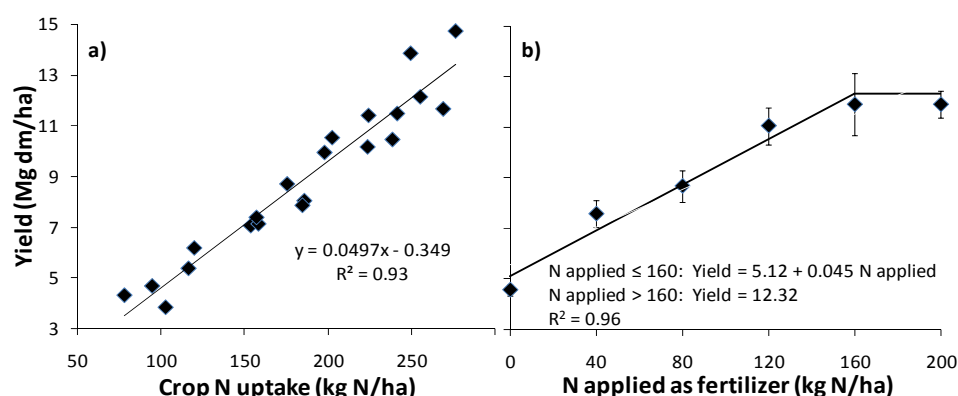 a)
Yield (Mg dm/ha)
15
13
11
9
7
5
3
y = 0.0497x - 0.349
R² = 0.93
50
100
150
200
250
Crop N uptake (kg N/ha)
b)
N applied ≤ 160: Yield = 5.12 + 0.045 N applied
N applied > 160: Yield = 12.32
R² = 0.96
0
40
80
120
160
200
N applied as fertilizer (kg N/ha)